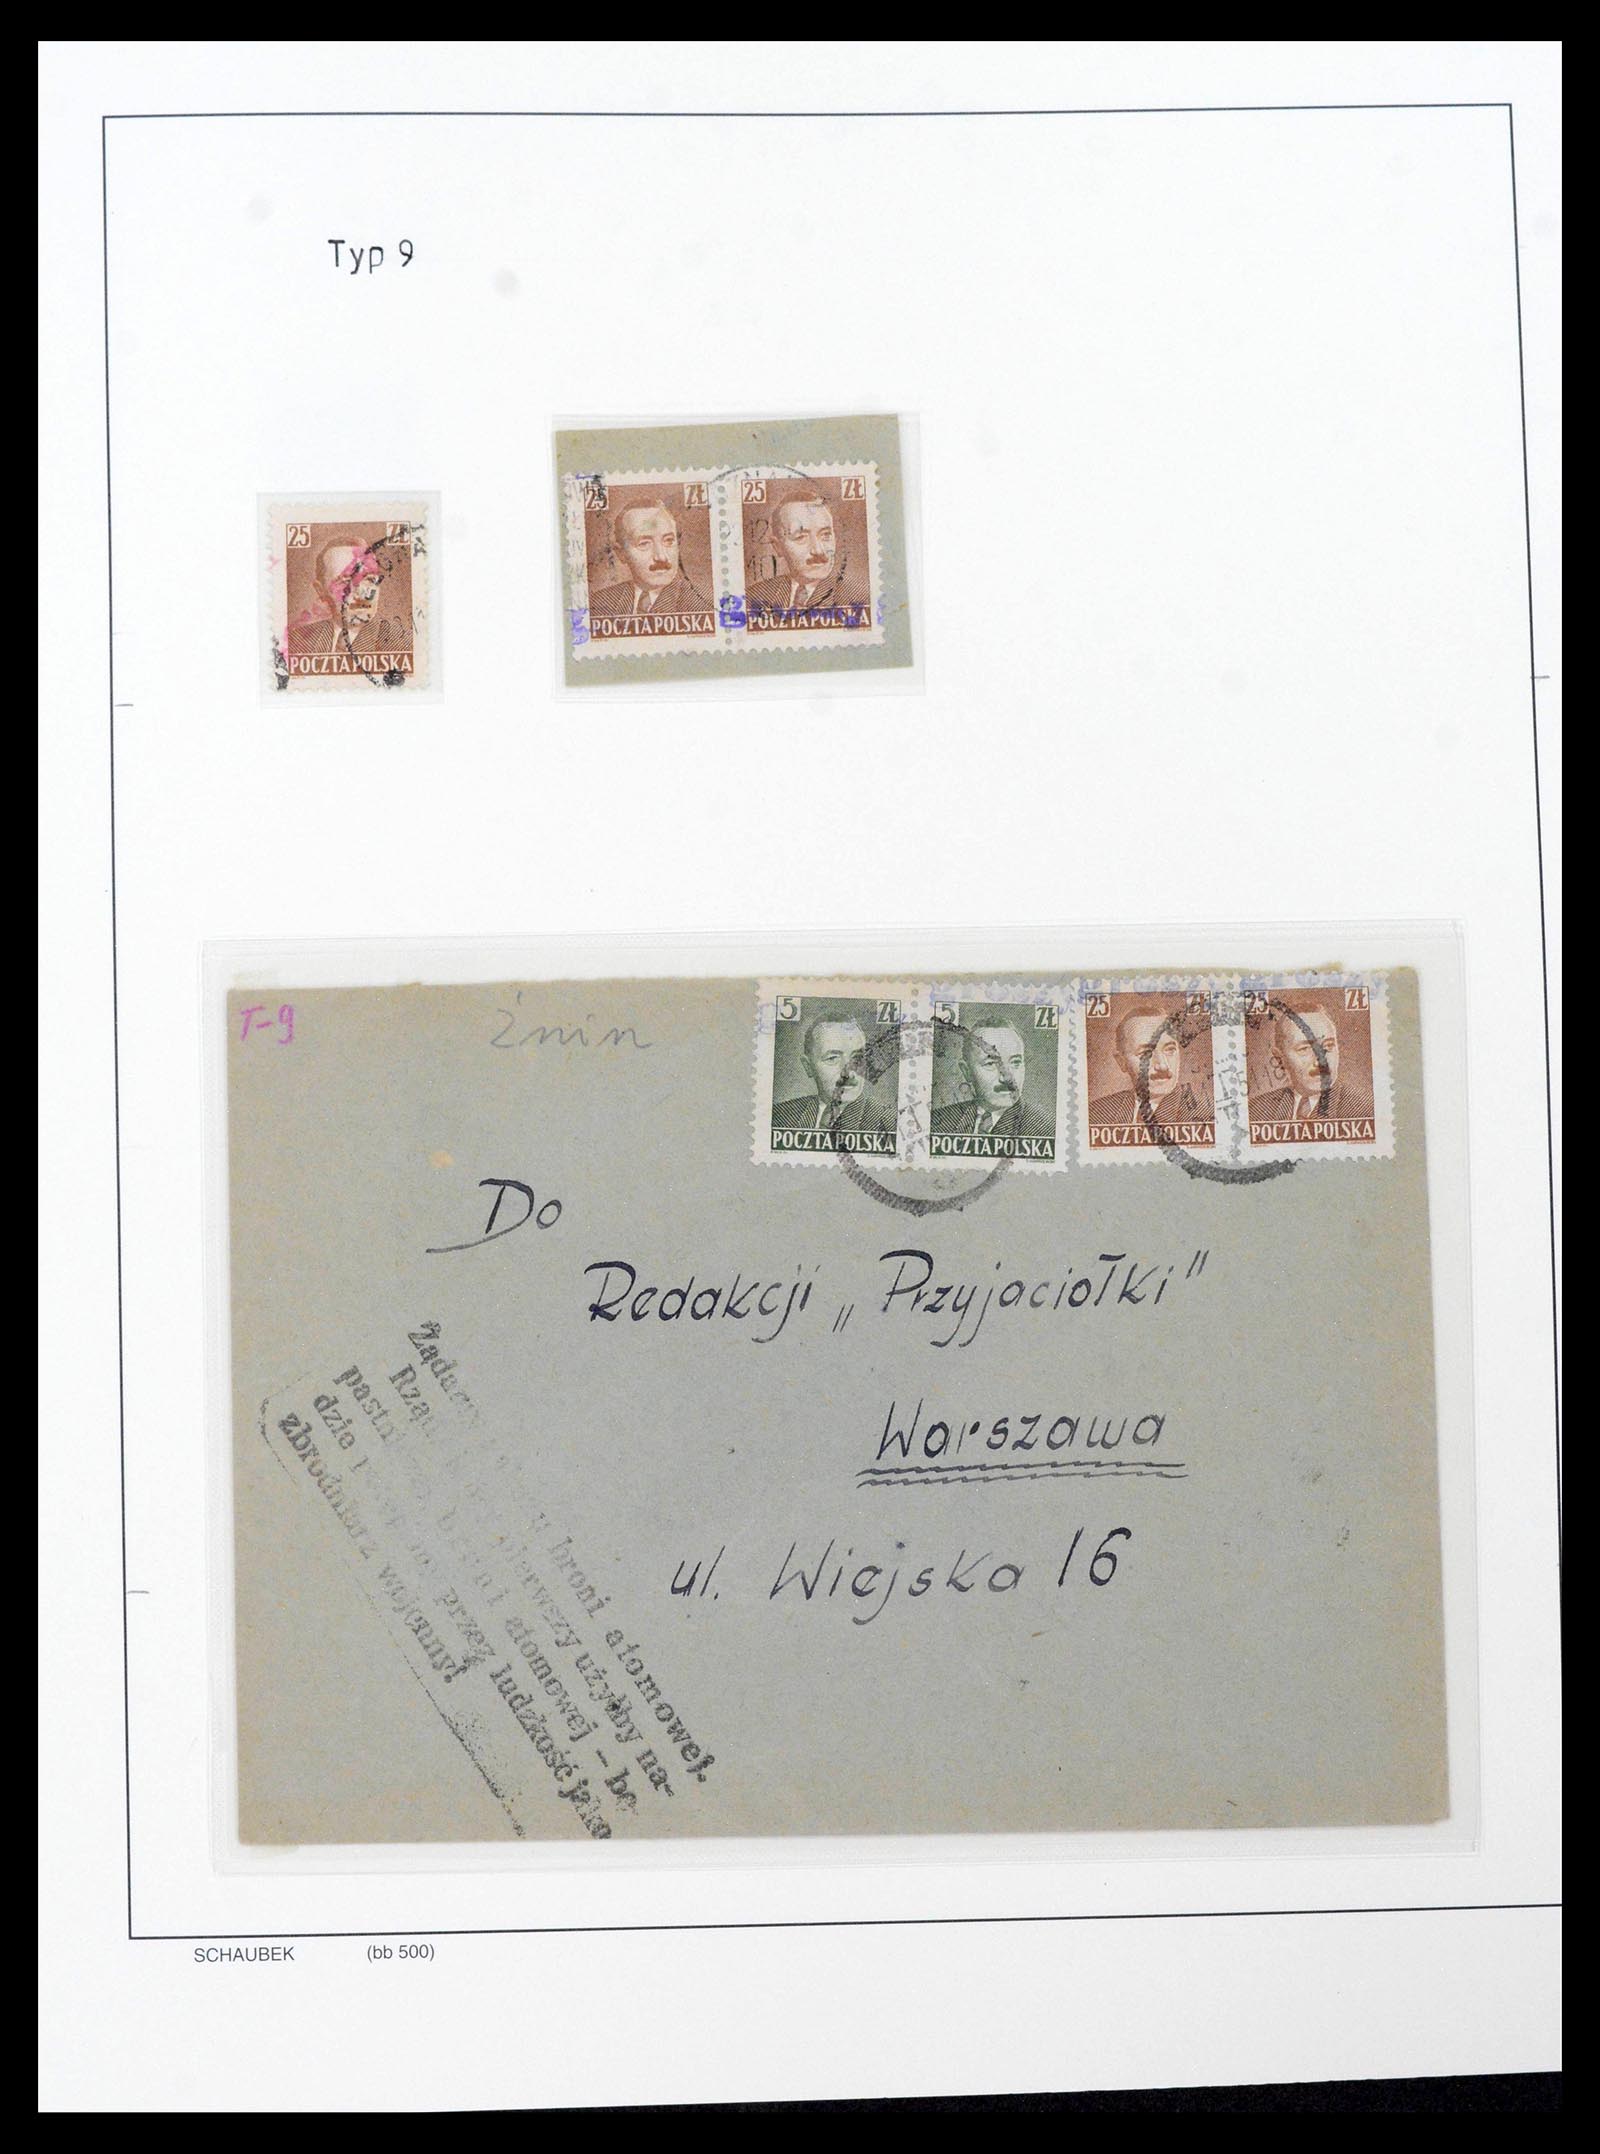 Typ 9
25 ZŁ
POCZTA POLSKA
25 ZŁ 25 ZŁ
POCZTA POLSKA POCZTA POLSKA
T-9
Żnin
5 ZŁ 5 ZŁ 25 ZŁ 25 ZŁ
POCZTA POLSKA POCZTA POLSKA POCZTA POLSKA POCZTA POLSKA
Do
Redakcji „Przyjaciołki"
Warszawa
ul. Wiejska 16
broni atomowej.
pierwszy użyłby na-
atomowej – bę-
dzie przez ludzkość jako
zbrodniarz wojenny!
SCHAUBEK (bb 500)